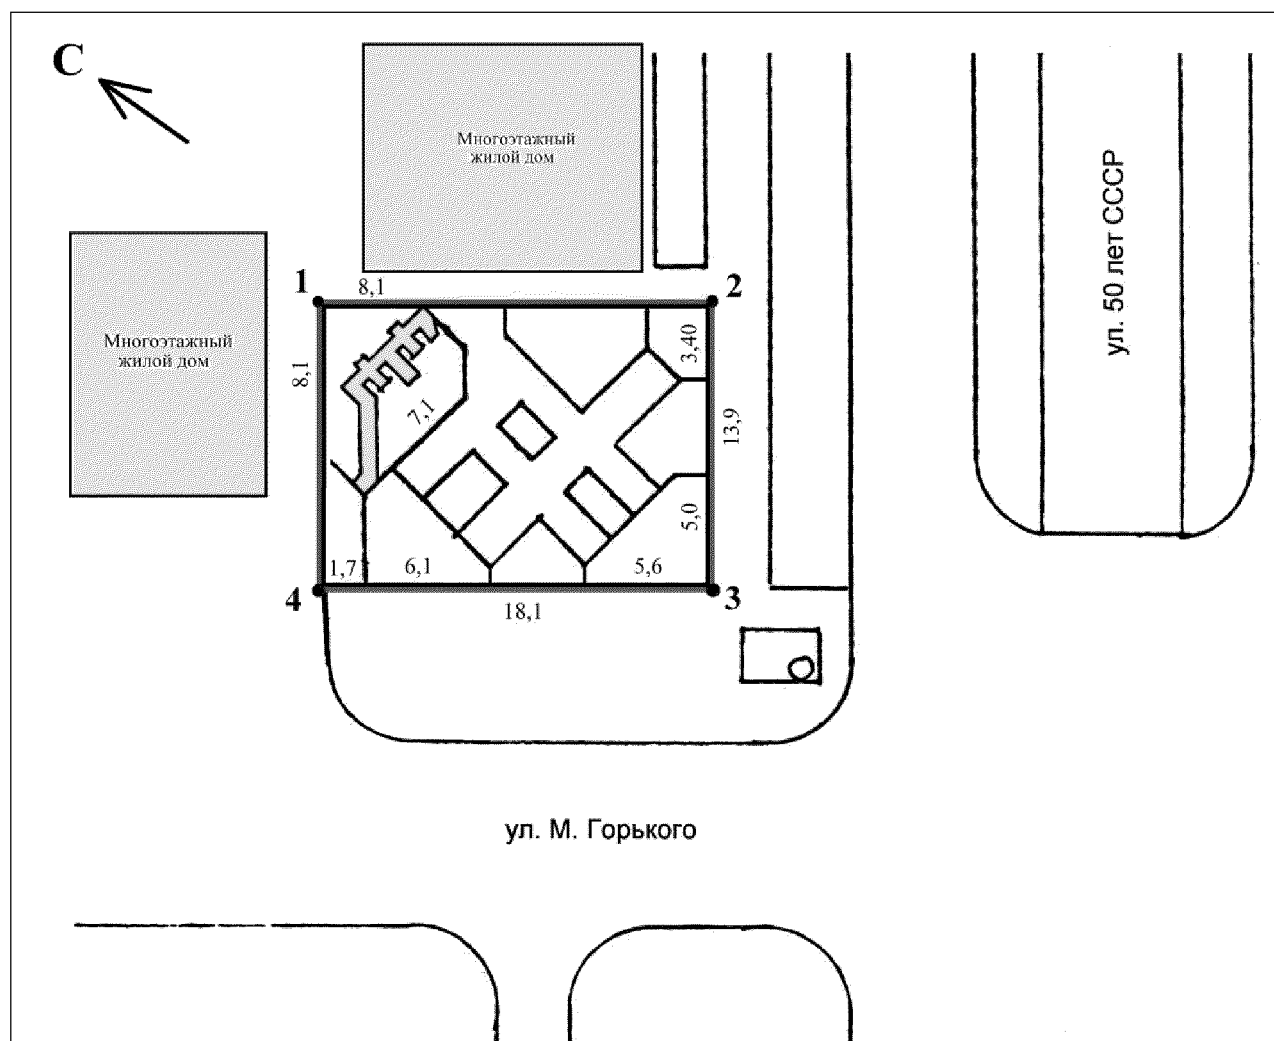 С
Многоэтажный
жилой дом
ул. 50 лет СССР
Многоэтажный
жилой дом
1
8,1
2
8,1
3,40
7,1
13,9
5,0
1,7
6,1
5,6
4
18,1
3
ул. М. Горького